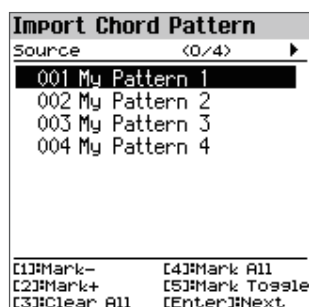 Import Chord Pattern
Source <0/4> ▶
001 My Pattern 1
002 My Pattern 2
003 My Pattern 3
004 My Pattern 4
[1]:Mark- [4]:Mark All
[2]:Mark+ [5]:Mark Toggle
[3]:Clear All [Enter]:Next